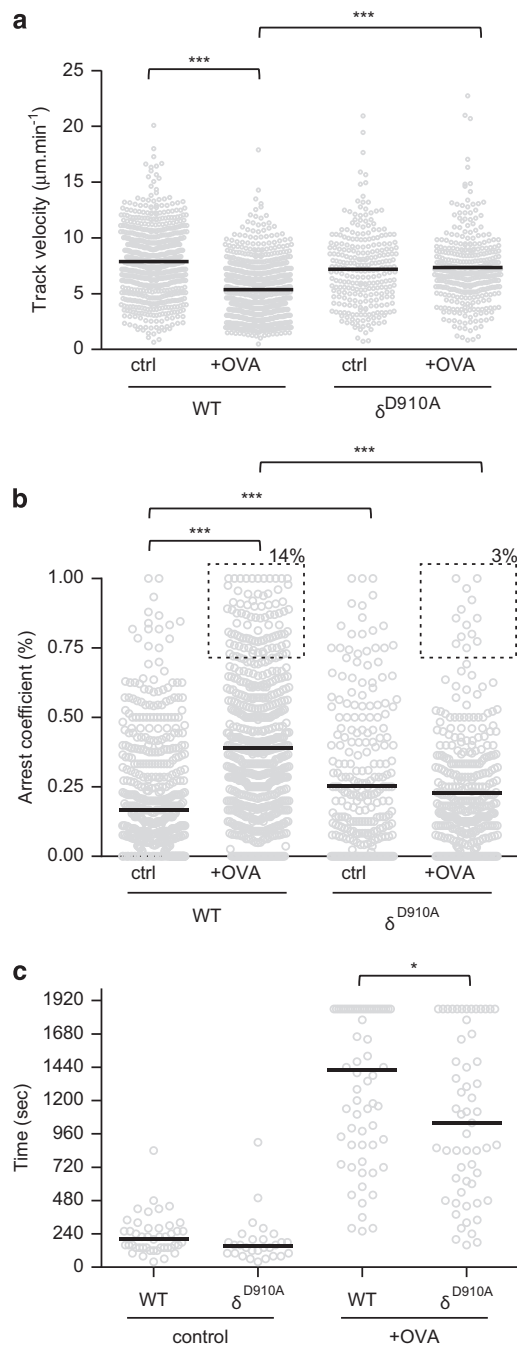 a
***
***
25
20
15
10
5
0
Track velocity (µm.min⁻¹)
ctrl +OVA ctrl +OVA
WT δD910A
b
***
***
***
14% 3%
1.00
0.75
0.50
0.25
0.00
Arrest coefficient (%)
ctrl +OVA ctrl +OVA
WT δD910A
c
*
1920
1680
1440
1200
960
720
480
240
0
Time (sec)
WT δD910A WT δD910A
control +OVA